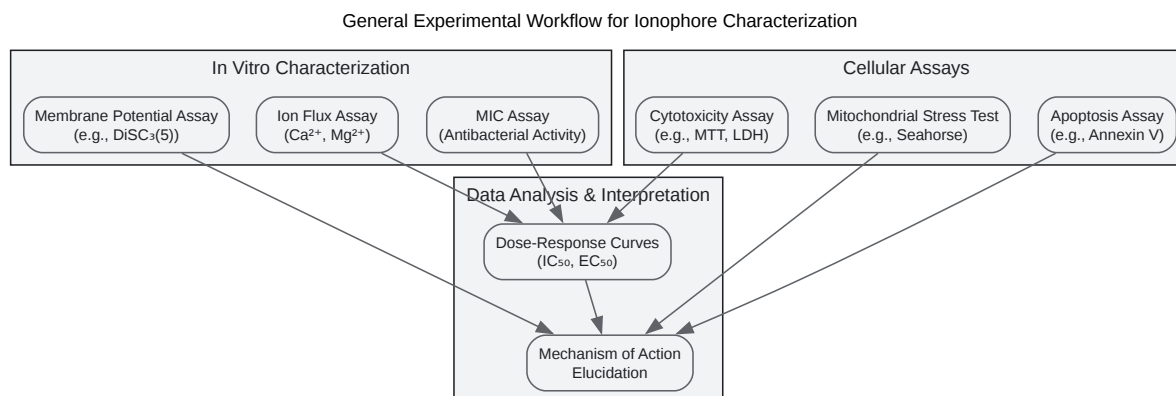 General Experimental Workflow for Ionophore Characterization
In Vitro Characterization
Membrane Potential Assay
(e.g., DiSC₃(5))
Ion Flux Assay
(Ca²⁺, Mg²⁺)
MIC Assay
(Antibacterial Activity)
Cellular Assays
Cytotoxicity Assay
(e.g., MTT, LDH)
Mitochondrial Stress Test
(e.g., Seahorse)
Apoptosis Assay
(e.g., Annexin V)
Data Analysis & Interpretation
Dose-Response Curves
(IC₅₀, EC₅₀)
Mechanism of Action
Elucidation